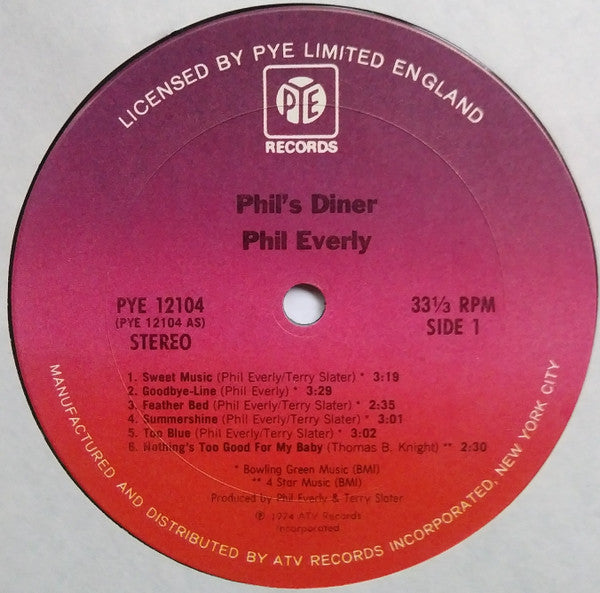 LICENSED BY PYE LIMITED ENGLAND
PYE
RECORDS
Phil's Diner
Phil Everly
PYE 12104
(PYE 12104 AS)
STEREO
33⅓ RPM
SIDE 1
1. Sweet Music (Phil Everly/Terry Slater) * 3:19
2. Goodbye-Line (Phil Everly) * 3:29
3. Feather Bed (Phil Everly/Terry Slater) * 2:35
4. Summershine (Phil Everly/Terry Slater) * 3:01
5. Too Blue (Phil Everly/Terry Slater) * 3:02
6. Nothing's Too Good For My Baby (Thomas B. Knight) ** 2:30
* Bowling Green Music (BMI)
** 4 Star Music (BMI)
Produced by Phil Everly & Terry Slater
℗ 1974 ATV Records
Incorporated
MANUFACTURED AND DISTRIBUTED BY ATV RECORDS INCORPORATED, NEW YORK CITY